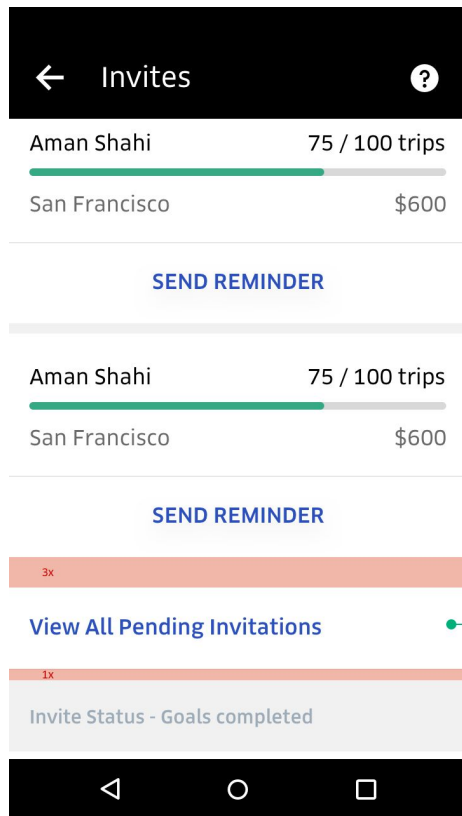 Invites
?
Aman Shahi 75 / 100 trips
San Francisco $600
SEND REMINDER
Aman Shahi 75 / 100 trips
San Francisco $600
SEND REMINDER
3x
View All Pending Invitations
1x
Invite Status - Goals completed